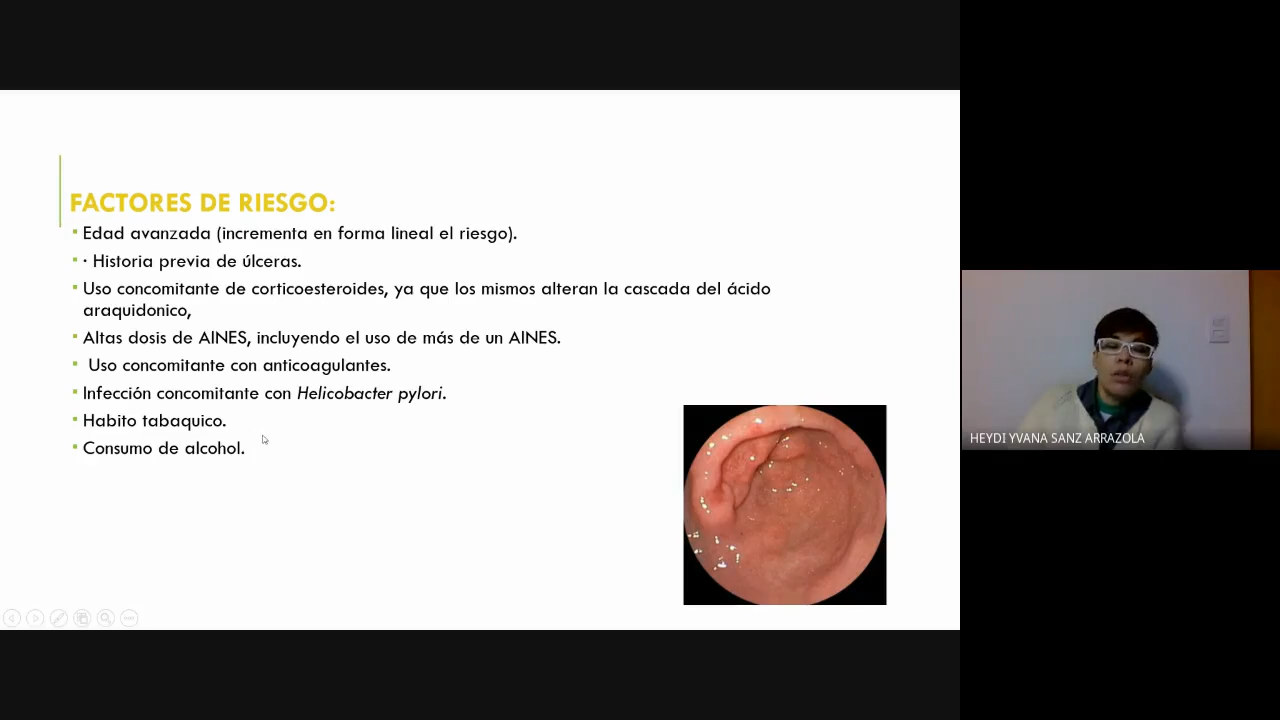 FACTORES DE RIESGO:
▪ Edad avanzada (incrementa en forma lineal el riesgo).
▪ · Historia previa de úlceras.
▪ Uso concomitante de corticoesteroides, ya que los mismos alteran la cascada del ácido
araquidonico,
▪ Altas dosis de AINES, incluyendo el uso de más de un AINES.
▪ Uso concomitante con anticoagulantes.
▪ Infección concomitante con Helicobacter pylori.
▪ Habito tabaquico.
▪ Consumo de alcohol.
HEYDI YVANA SANZ ARRAZOLA